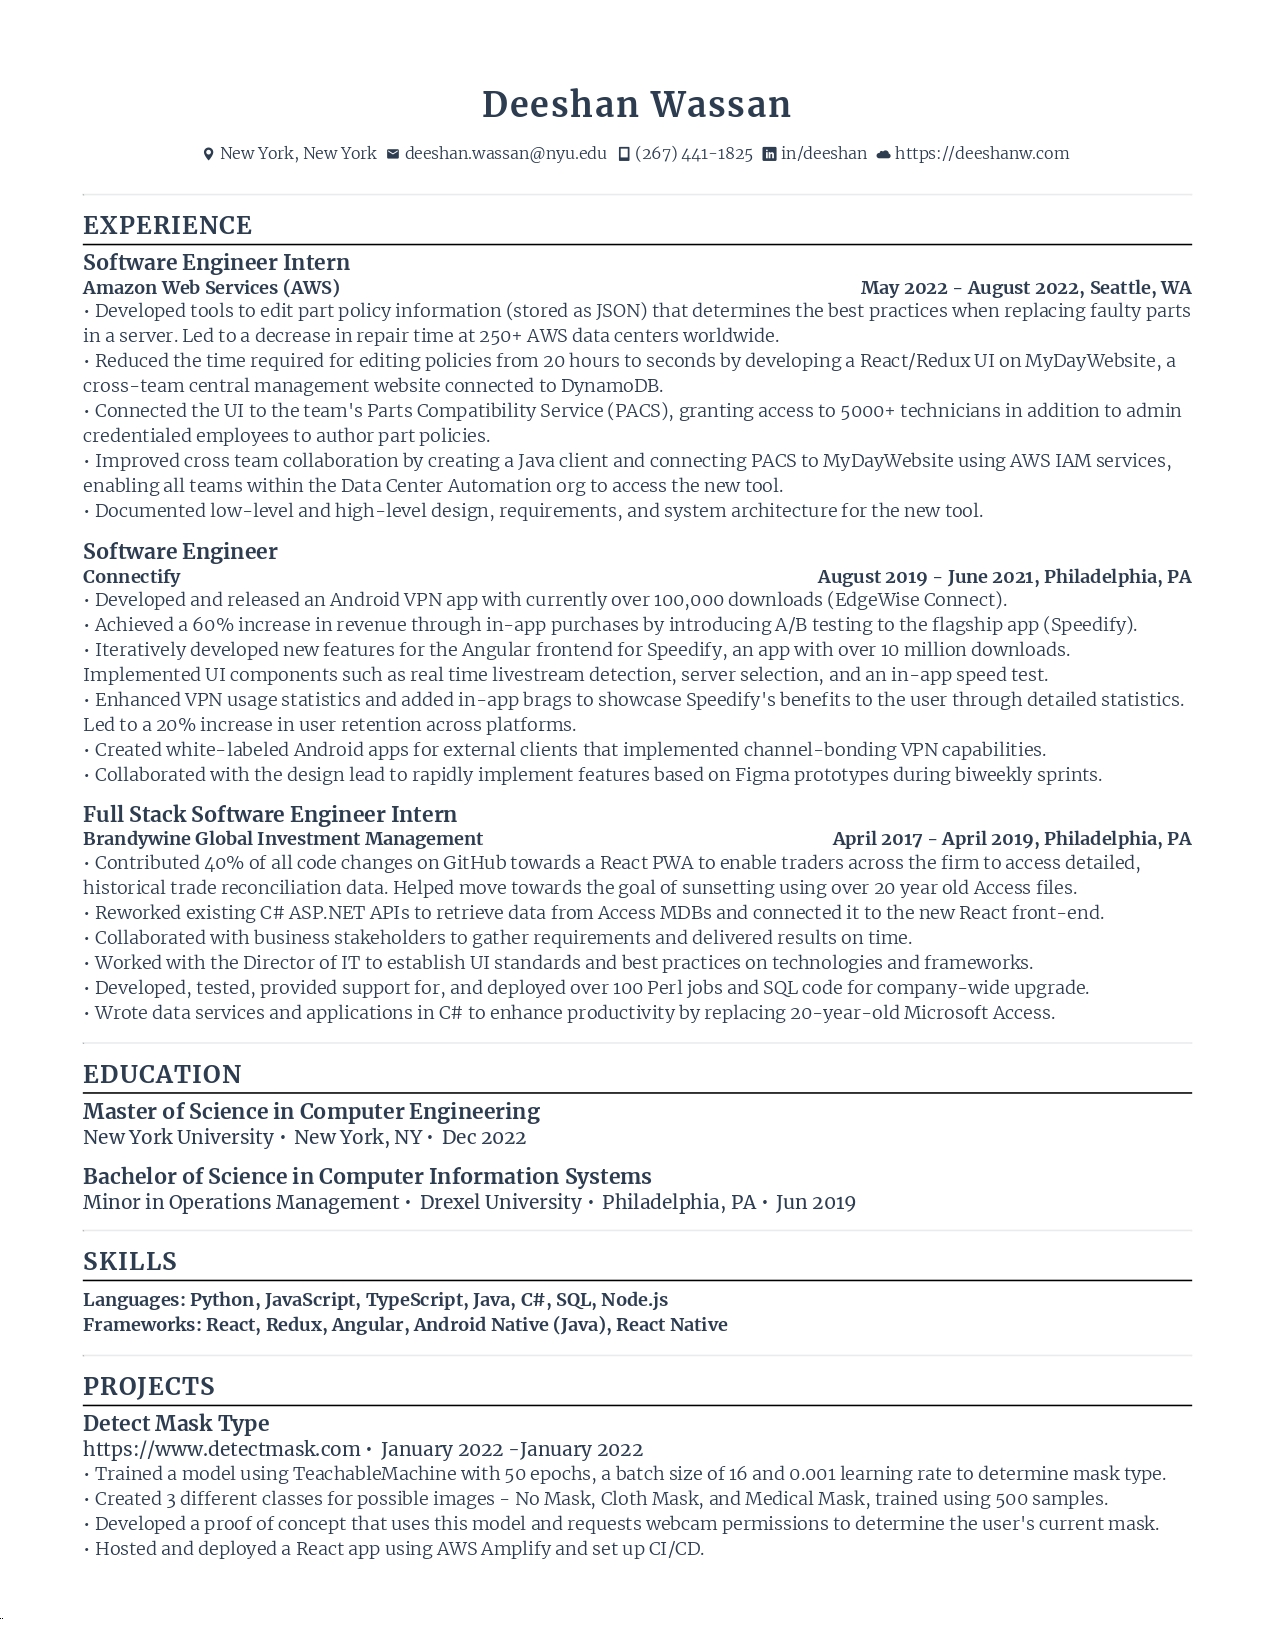 Deeshan Wassan
New York, New York deeshan.wassan@nyu.edu (267) 441-1825 in/deeshan https://deeshanw.com
EXPERIENCE
Software Engineer Intern
Amazon Web Services (AWS) May 2022 - August 2022, Seattle, WA
• Developed tools to edit part policy information (stored as JSON) that determines the best practices when replacing faulty parts
in a server. Led to a decrease in repair time at 250+ AWS data centers worldwide.
• Reduced the time required for editing policies from 20 hours to seconds by developing a React/Redux UI on MyDayWebsite, a
cross-team central management website connected to DynamoDB.
• Connected the UI to the team's Parts Compatibility Service (PACS), granting access to 5000+ technicians in addition to admin
credentialed employees to author part policies.
• Improved cross team collaboration by creating a Java client and connecting PACS to MyDayWebsite using AWS IAM services,
enabling all teams within the Data Center Automation org to access the new tool.
• Documented low-level and high-level design, requirements, and system architecture for the new tool.
Software Engineer
Connectify August 2019 - June 2021, Philadelphia, PA
• Developed and released an Android VPN app with currently over 100,000 downloads (EdgeWise Connect).
• Achieved a 60% increase in revenue through in-app purchases by introducing A/B testing to the flagship app (Speedify).
• Iteratively developed new features for the Angular frontend for Speedify, an app with over 10 million downloads.
Implemented UI components such as real time livestream detection, server selection, and an in-app speed test.
• Enhanced VPN usage statistics and added in-app brags to showcase Speedify's benefits to the user through detailed statistics.
Led to a 20% increase in user retention across platforms.
• Created white-labeled Android apps for external clients that implemented channel-bonding VPN capabilities.
• Collaborated with the design lead to rapidly implement features based on Figma prototypes during biweekly sprints.
Full Stack Software Engineer Intern
Brandywine Global Investment Management April 2017 - April 2019, Philadelphia, PA
• Contributed 40% of all code changes on GitHub towards a React PWA to enable traders across the firm to access detailed,
historical trade reconciliation data. Helped move towards the goal of sunsetting using over 20 year old Access files.
• Reworked existing C# ASP.NET APIs to retrieve data from Access MDBs and connected it to the new React front-end.
• Collaborated with business stakeholders to gather requirements and delivered results on time.
• Worked with the Director of IT to establish UI standards and best practices on technologies and frameworks.
• Developed, tested, provided support for, and deployed over 100 Perl jobs and SQL code for company-wide upgrade.
• Wrote data services and applications in C# to enhance productivity by replacing 20-year-old Microsoft Access.
EDUCATION
Master of Science in Computer Engineering
New York University • New York, NY • Dec 2022
Bachelor of Science in Computer Information Systems
Minor in Operations Management • Drexel University • Philadelphia, PA • Jun 2019
SKILLS
Languages: Python, JavaScript, TypeScript, Java, C#, SQL, Node.js
Frameworks: React, Redux, Angular, Android Native (Java), React Native
PROJECTS
Detect Mask Type
https://www.detectmask.com • January 2022 -January 2022
• Trained a model using TeachableMachine with 50 epochs, a batch size of 16 and 0.001 learning rate to determine mask type.
• Created 3 different classes for possible images - No Mask, Cloth Mask, and Medical Mask, trained using 500 samples.
• Developed a proof of concept that uses this model and requests webcam permissions to determine the user's current mask.
• Hosted and deployed a React app using AWS Amplify and set up CI/CD.